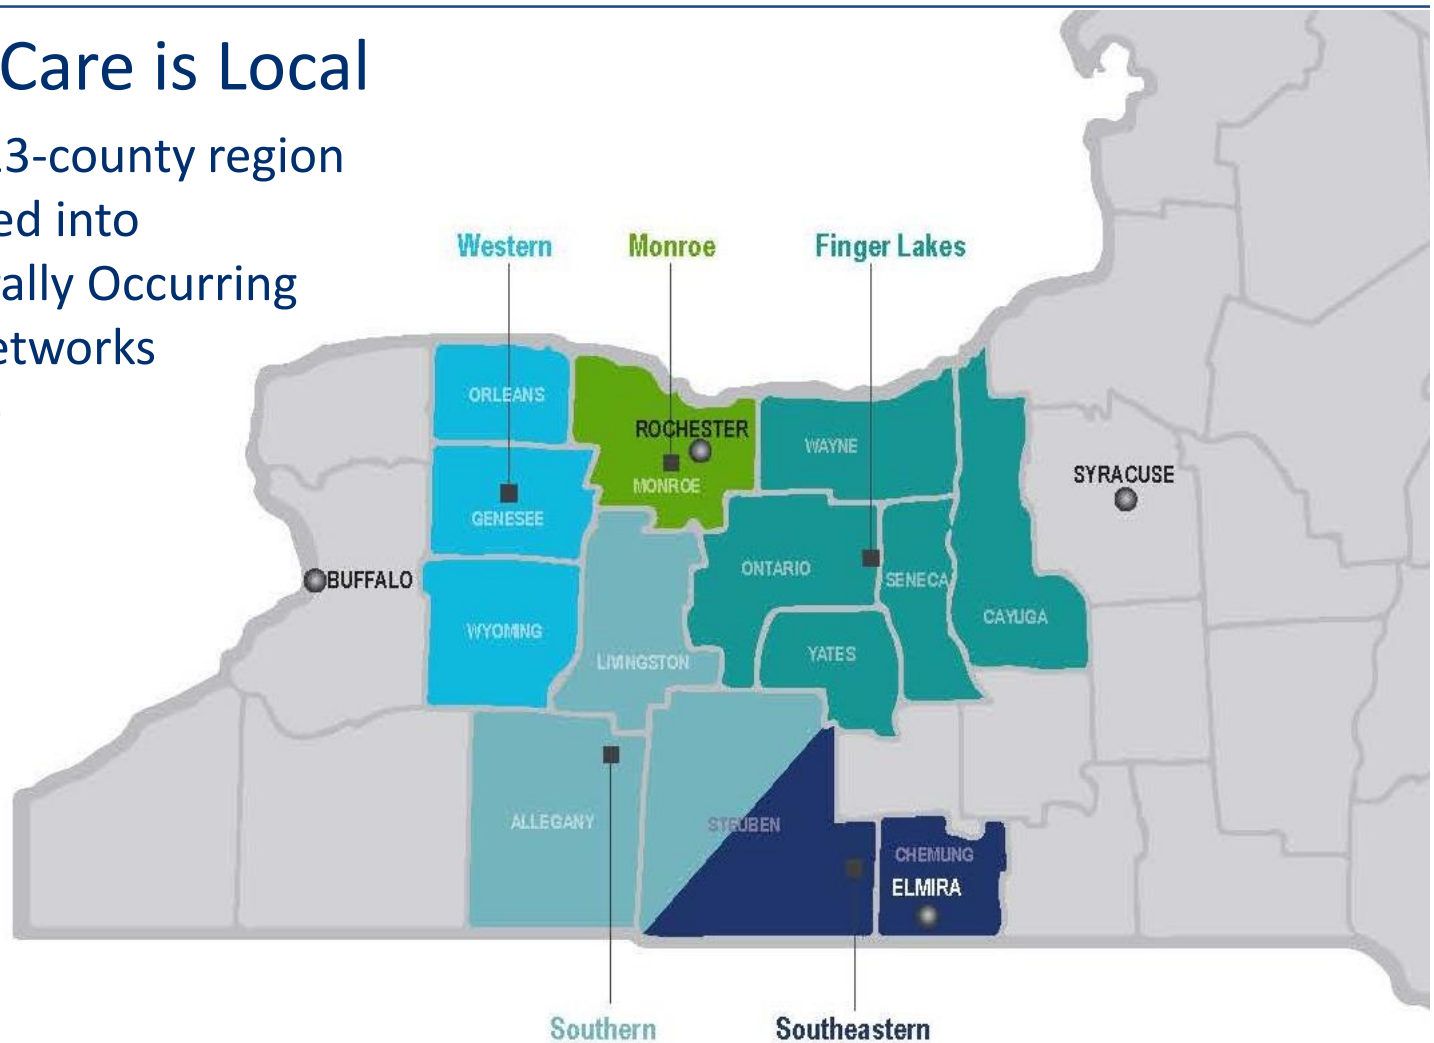 Care is Local
13-county region
ed into
ally Occurring
etworks
Western
Monroe
Finger Lakes
ORLEANS
ROCHESTER
WAYNE
SYRACUSE
MONROE
GENESEE
ONTARIO
SENECA
BUFFALO
CAYUGA
WYOMING
YATES
LIVINGSTON
ALLEGANY
STEUBEN
CHEMUNG
ELMIRA
Southern
Southeastern